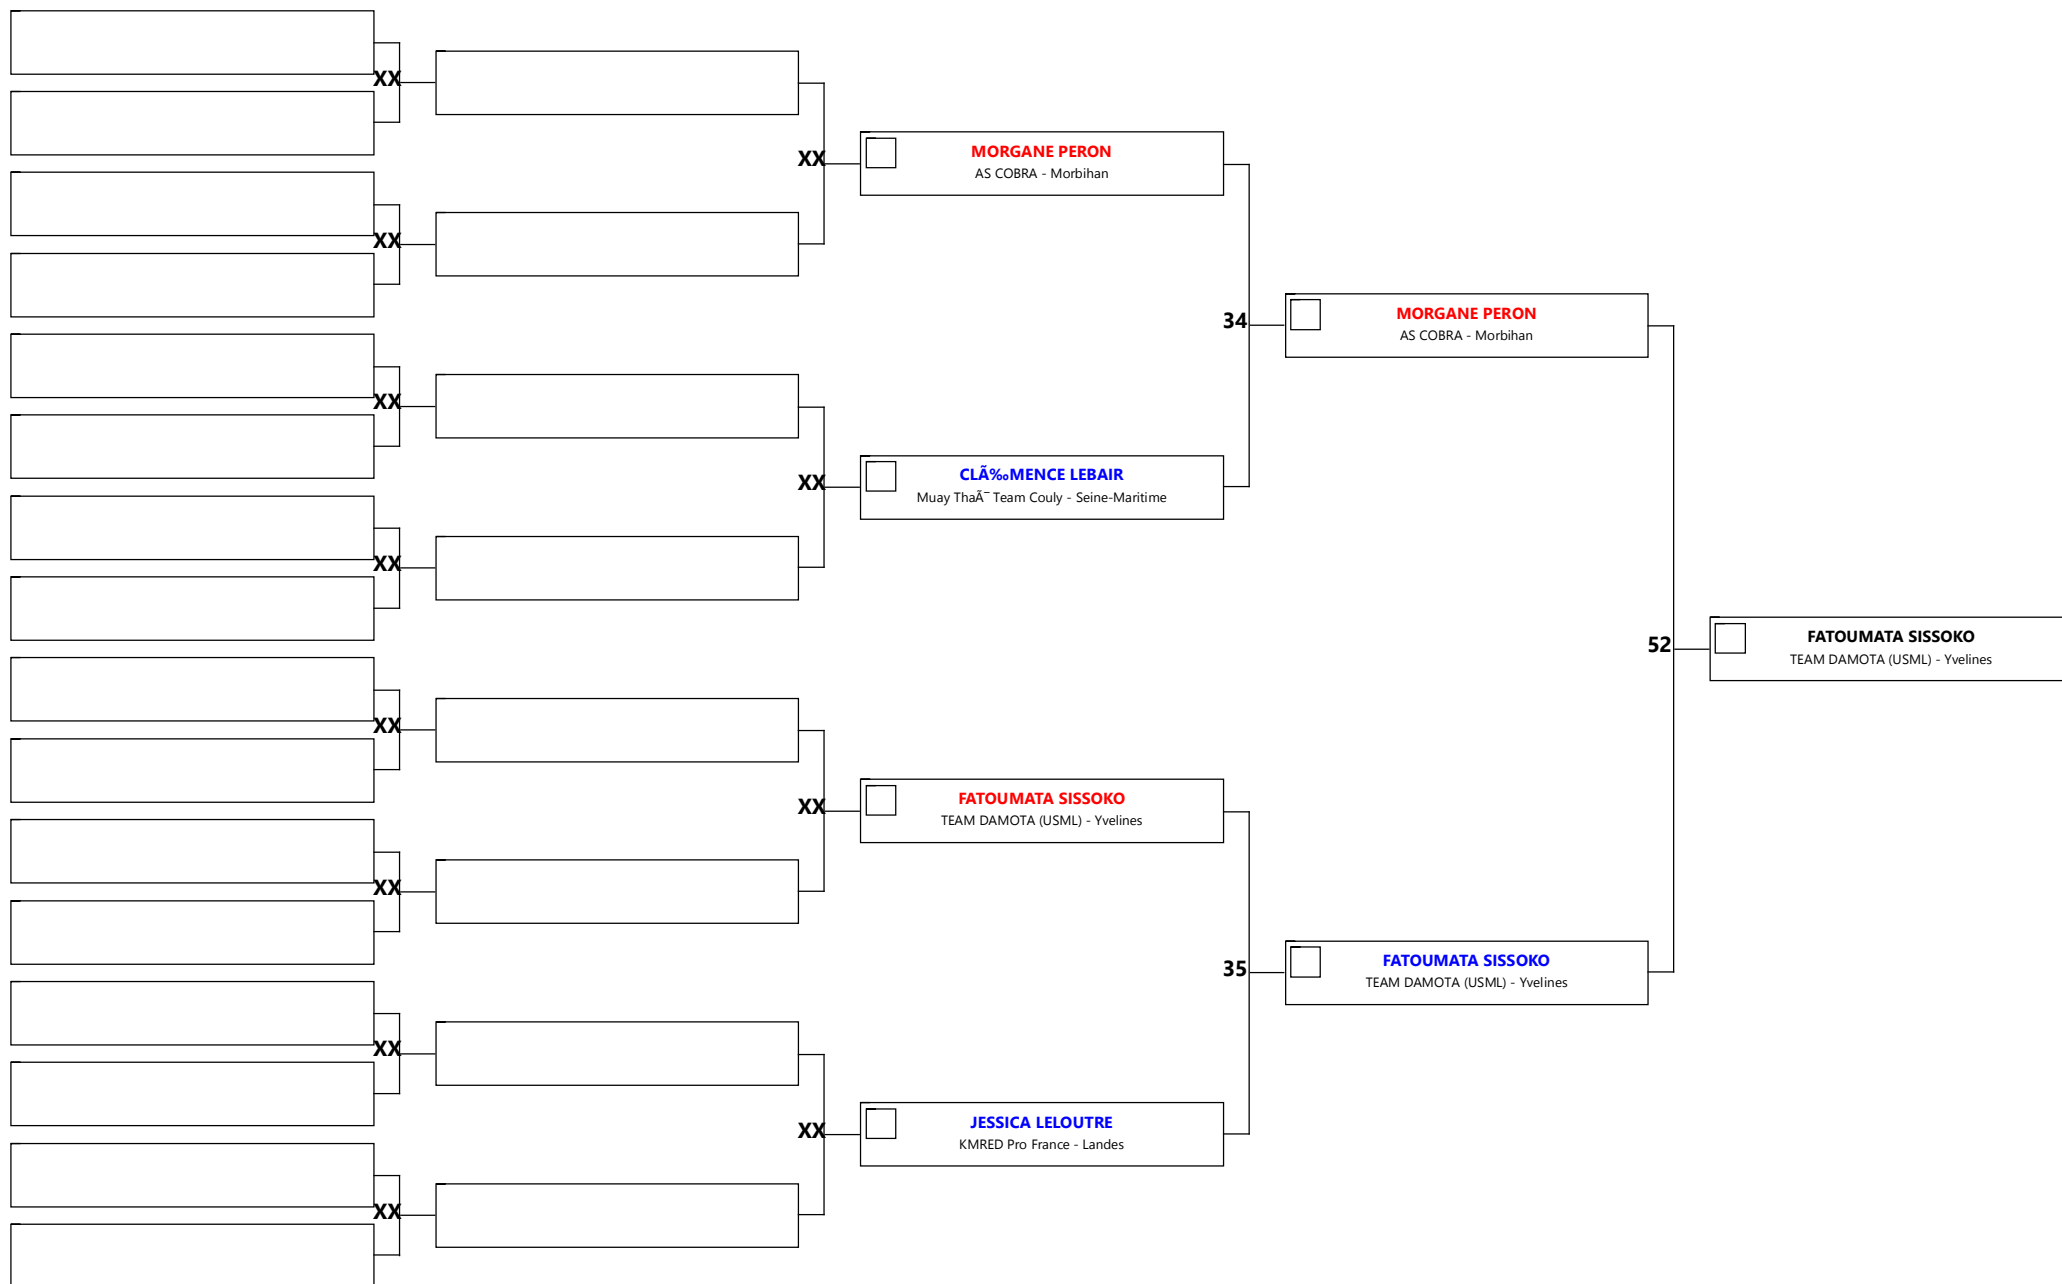 XX
XX
MORGANE PERON
AS COBRA - Morbihan
XX
34
MORGANE PERON
AS COBRA - Morbihan
XX
XX
CLÃ‰MENCE LEBAIR
Muay ThaÃ¯ Team Couly - Seine-Maritime
XX
52
FATOUMATA SISSOKO
TEAM DAMOTA (USML) - Yvelines
XX
XX
FATOUMATA SISSOKO
TEAM DAMOTA (USML) - Yvelines
XX
35
FATOUMATA SISSOKO
TEAM DAMOTA (USML) - Yvelines
XX
XX
JESSICA LELOUTRE
KMRED Pro France - Landes
XX